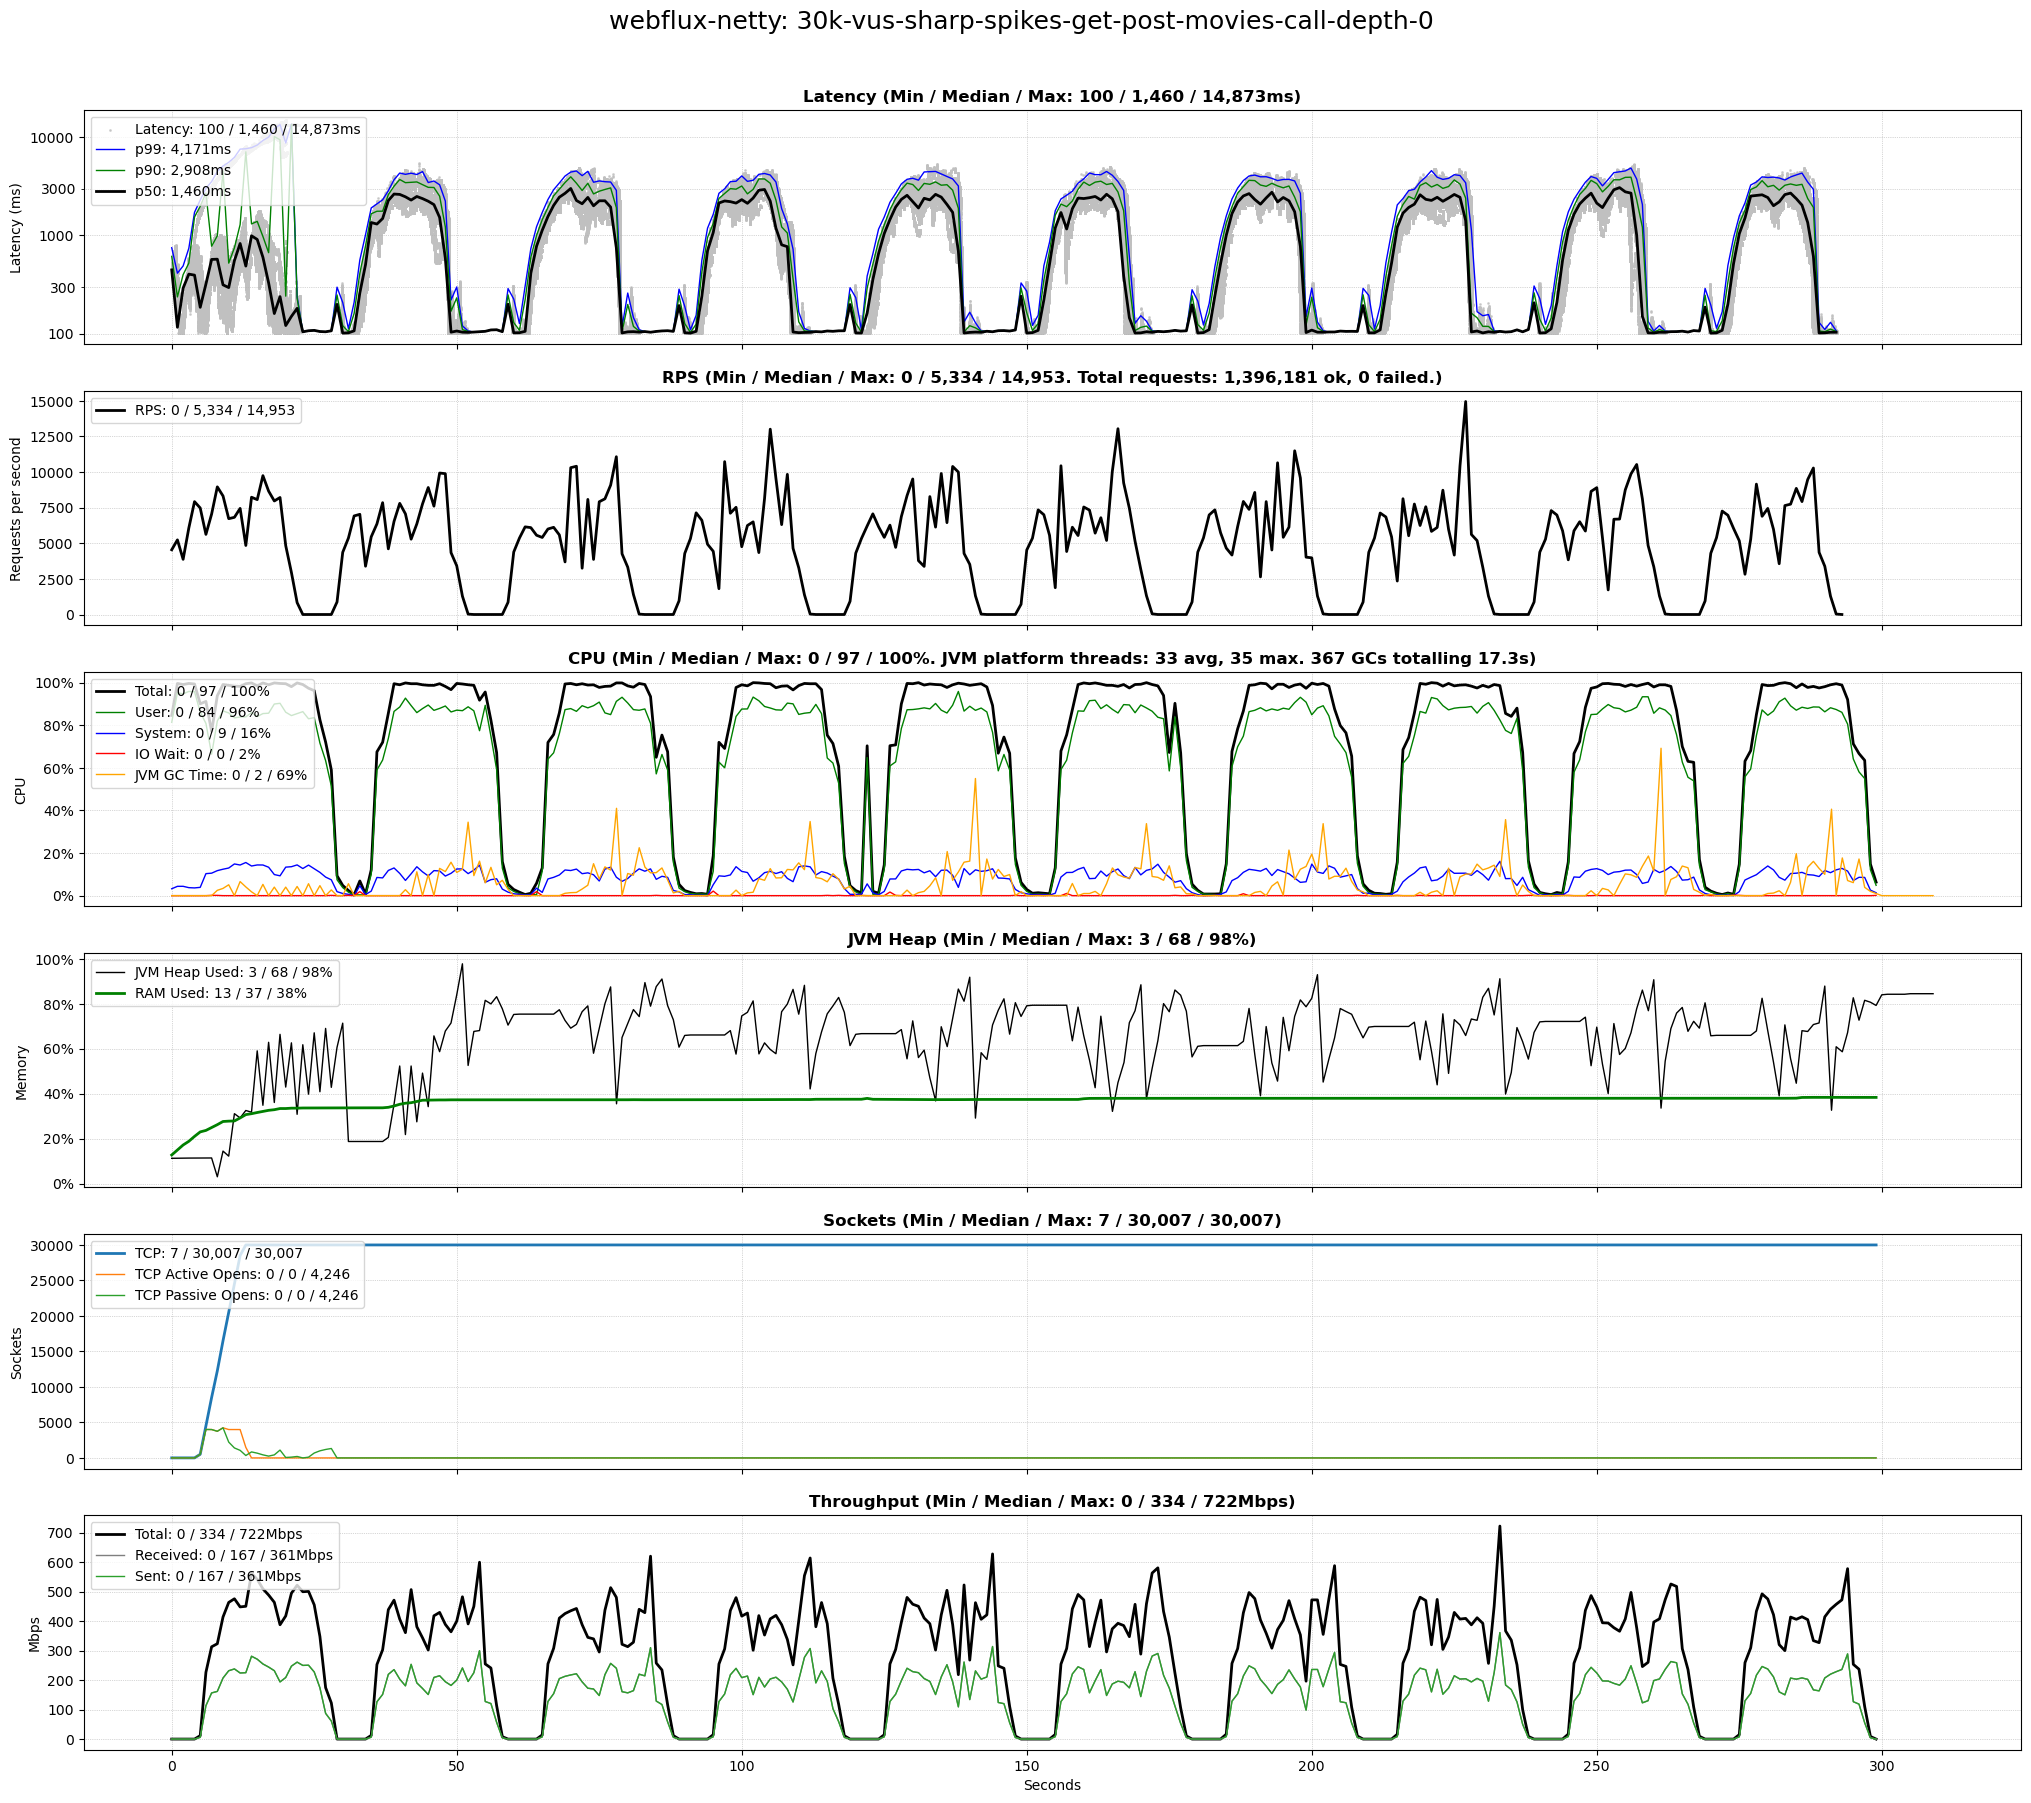 webflux-netty: 30k-vus-sharp-spikes-get-post-movies-call-depth-0
Latency (Min / Median / Max: 100 / 1,460 / 14,873ms)
Latency (ms)
10000
3000
1000
300
100
Latency: 100 / 1,460 / 14,873ms
p99: 4,171ms
p90: 2,908ms
p50: 1,460ms
RPS (Min / Median / Max: 0 / 5,334 / 14,953. Total requests: 1,396,181 ok, 0 failed.)
Requests per second
15000
12500
10000
7500
5000
2500
0
RPS: 0 / 5,334 / 14,953
CPU (Min / Median / Max: 0 / 97 / 100%. JVM platform threads: 33 avg, 35 max. 367 GCs totalling 17.3s)
CPU
100%
80%
60%
40%
20%
0%
Total: 0 / 97 / 100%
User: 0 / 84 / 96%
System: 0 / 9 / 16%
IO Wait: 0 / 0 / 2%
JVM GC Time: 0 / 2 / 69%
JVM Heap (Min / Median / Max: 3 / 68 / 98%)
Memory
100%
80%
60%
40%
20%
0%
JVM Heap Used: 3 / 68 / 98%
RAM Used: 13 / 37 / 38%
Sockets (Min / Median / Max: 7 / 30,007 / 30,007)
Sockets
30000
25000
20000
15000
10000
5000
0
TCP: 7 / 30,007 / 30,007
TCP Active Opens: 0 / 0 / 4,246
TCP Passive Opens: 0 / 0 / 4,246
Throughput (Min / Median / Max: 0 / 334 / 722Mbps)
Mbps
700
600
500
400
300
200
100
0
Total: 0 / 334 / 722Mbps
Received: 0 / 167 / 361Mbps
Sent: 0 / 167 / 361Mbps
0 50 100 150 200 250 300
Seconds